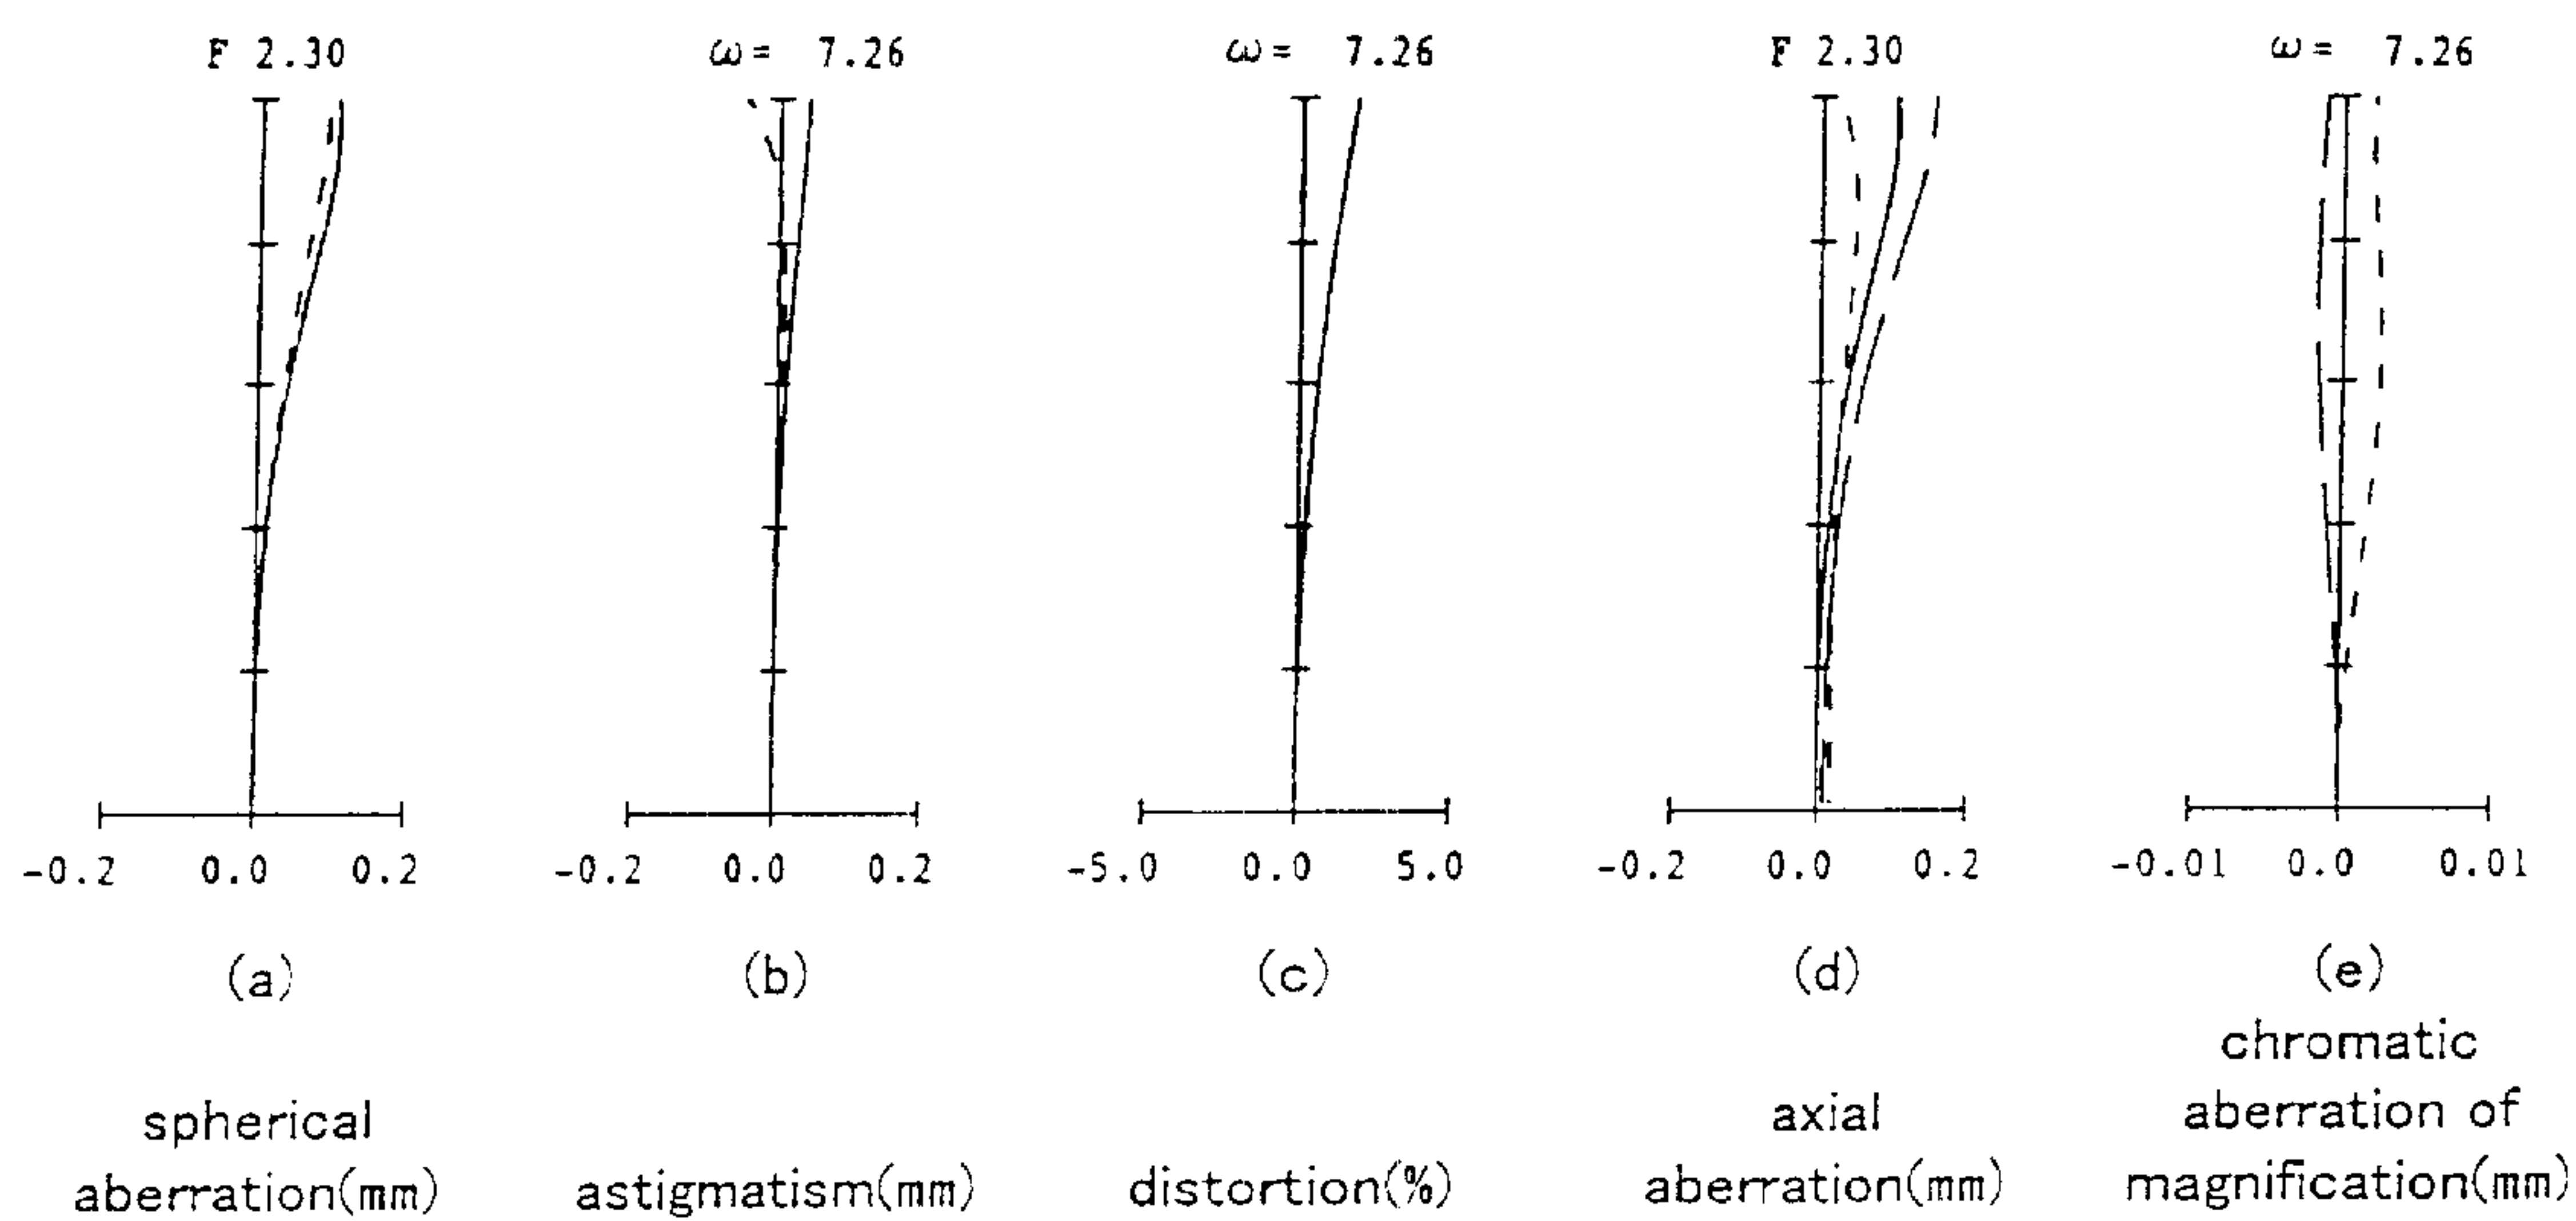 F 2.30
ω= 7.26
ω= 7.26
F 2.30
ω= 7.26
-0.2 0.0 0.2
-0.2 0.0 0.2
-5.0 0.0 5.0
-0.2 0.0 0.2
-0.01 0.0 0.01
(a)
(b)
(c)
(d)
(e)
spherical
aberration(mm)
astigmatism(mm)
distortion(%)
axial
aberration(mm)
chromatic
aberration of
magnification(mm)